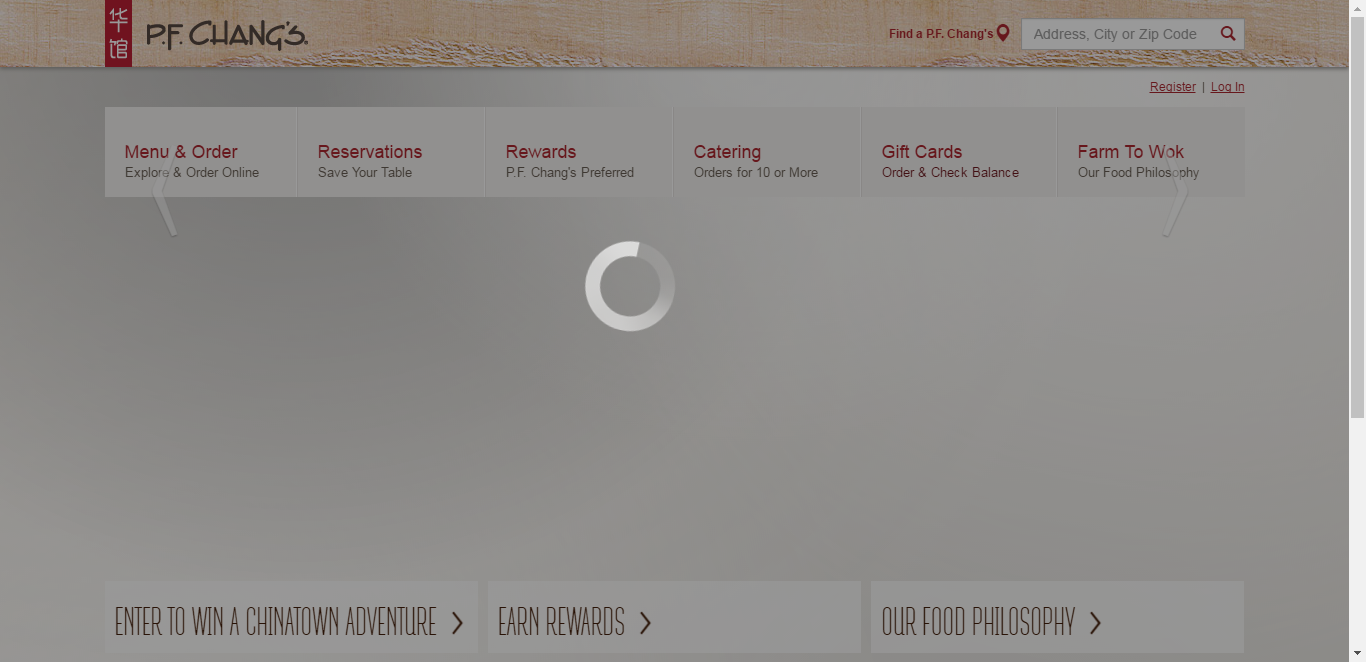 华
馆
P.F. CHANG'S.
Find a P.F. Chang's
Address, City or Zip Code
Register | Log In
Menu & Order
Explore & Order Online
Reservations
Save Your Table
Rewards
P.F. Chang's Preferred
Catering
Orders for 10 or More
Gift Cards
Order & Check Balance
Farm To Wok
Our Food Philosophy
ENTER TO WIN A CHINATOWN ADVENTURE
EARN REWARDS
OUR FOOD PHILOSOPHY